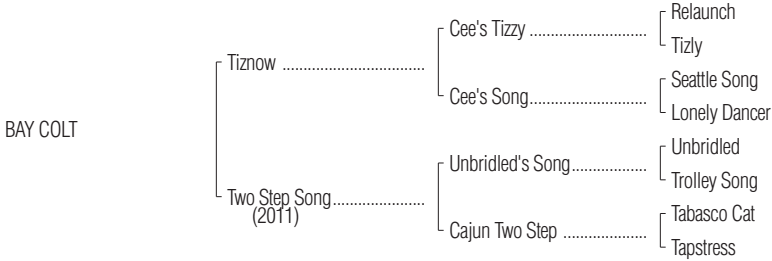 Relaunch
Cee's Tizzy ..........................
Tizly
Tiznow ................................
Seattle Song
Cee's Song..........................
Lonely Dancer
BAY COLT
Unbridled
Unbridled's Song.................
Trolley Song
Two Step Song.....................
(2011)
Tabasco Cat
Cajun Two Step ...................
Tapstress